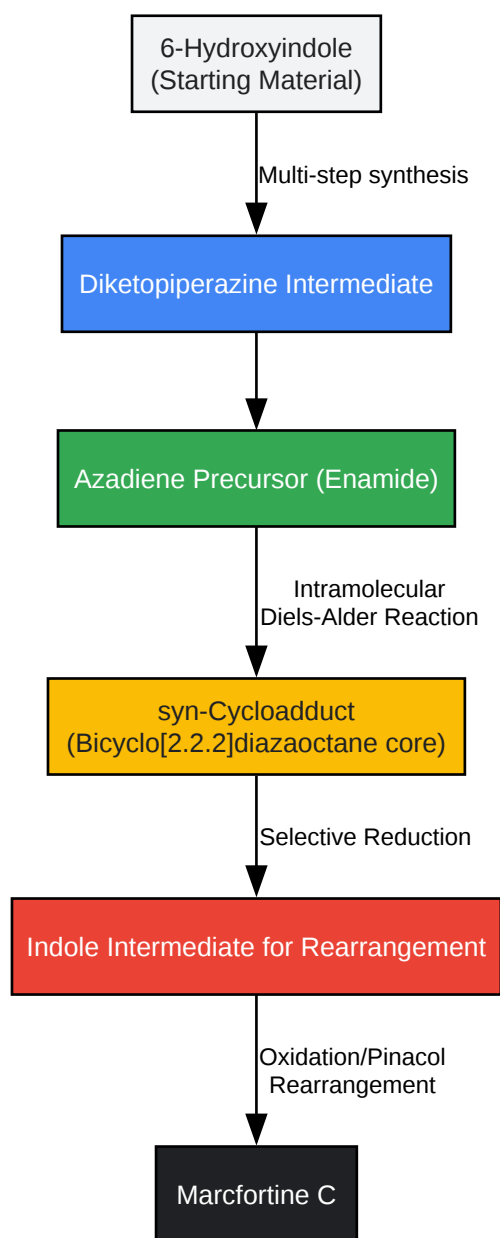 6-Hydroxyindole
(Starting Material)
Multi-step synthesis
Diketopiperazine Intermediate
Azadiene Precursor (Enamide)
Intramolecular
Diels-Alder Reaction
syn-Cycloadduct
(Bicyclo[2.2.2]diazaoctane core)
Selective Reduction
Indole Intermediate for Rearrangement
Oxidation/Pinacol
Rearrangement
Marcfortine C